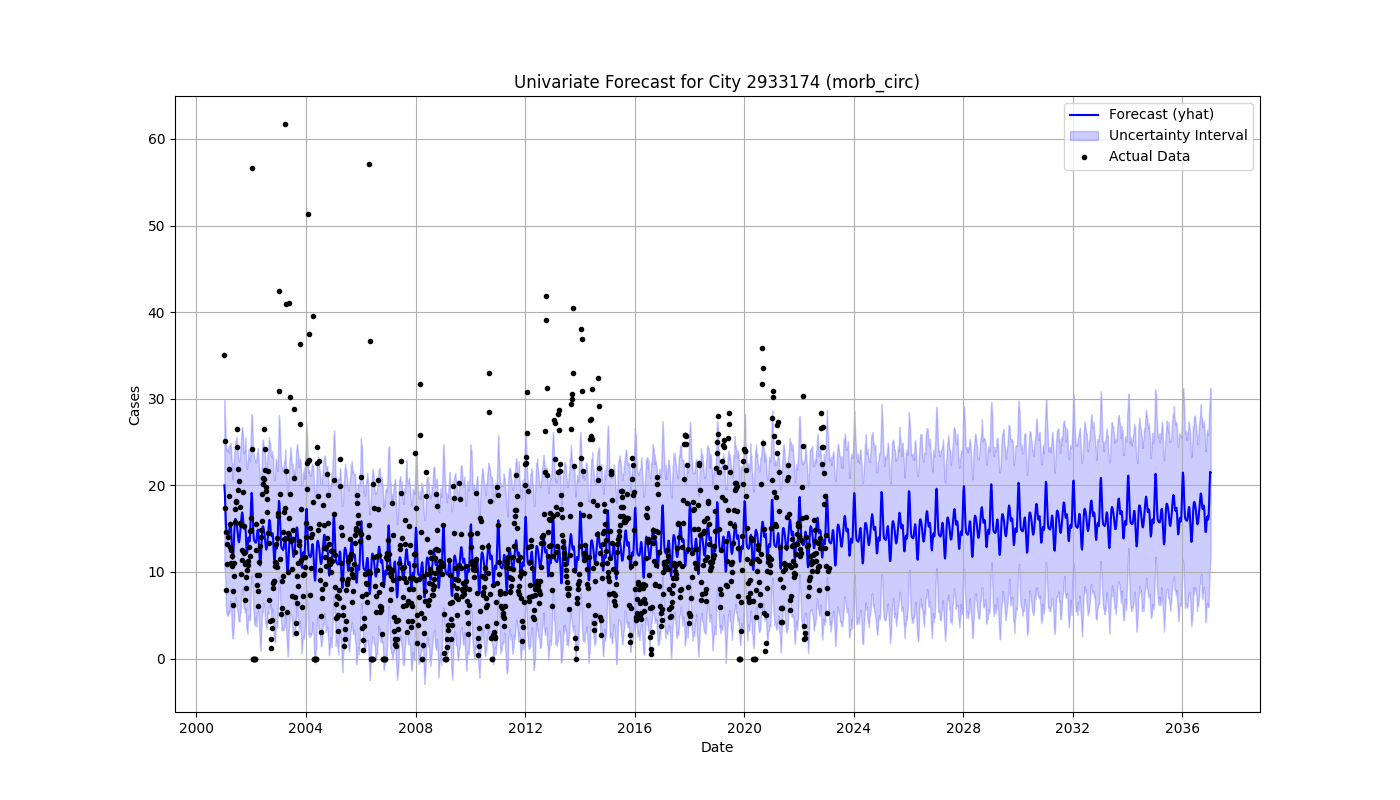 Univariate Forecast for City 2933174 (morb_circ)
Forecast (yhat)
Uncertainty Interval
Actual Data
Cases
60
50
40
30
20
10
0
2000 2004 2008 2012 2016 2020 2024 2028 2032 2036
Date